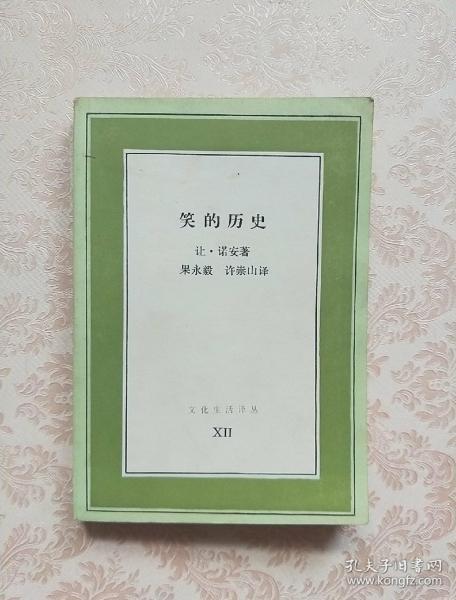 笑的历史
让·诺安著
果永毅 许崇山译
文化生活译丛
XII
孔夫子旧书网
www.kongfz.com